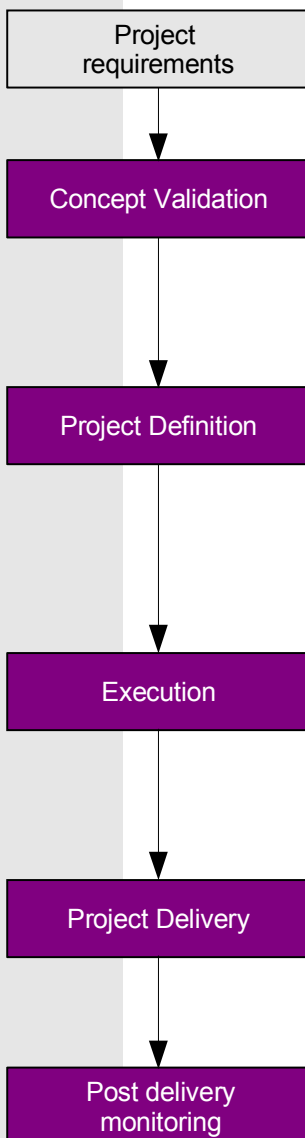 Project
requirements
Concept Validation
Project Definition
Execution
Project Delivery
Post delivery
monitoring